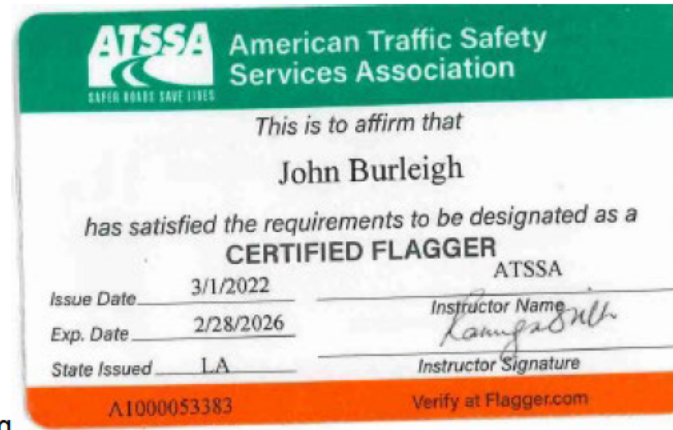 ATSSA
SAFER ROADS SAVE LIVES
American Traffic Safety
Services Association
This is to affirm that
John Burleigh
has satisfied the requirements to be designated as a
CERTIFIED FLAGGER
ATSSA
Issue Date 3/1/2022
Instructor Name
Exp. Date 2/28/2026
State Issued LA
Instructor Signature
A1000053383
Verify at Flagger.com
g